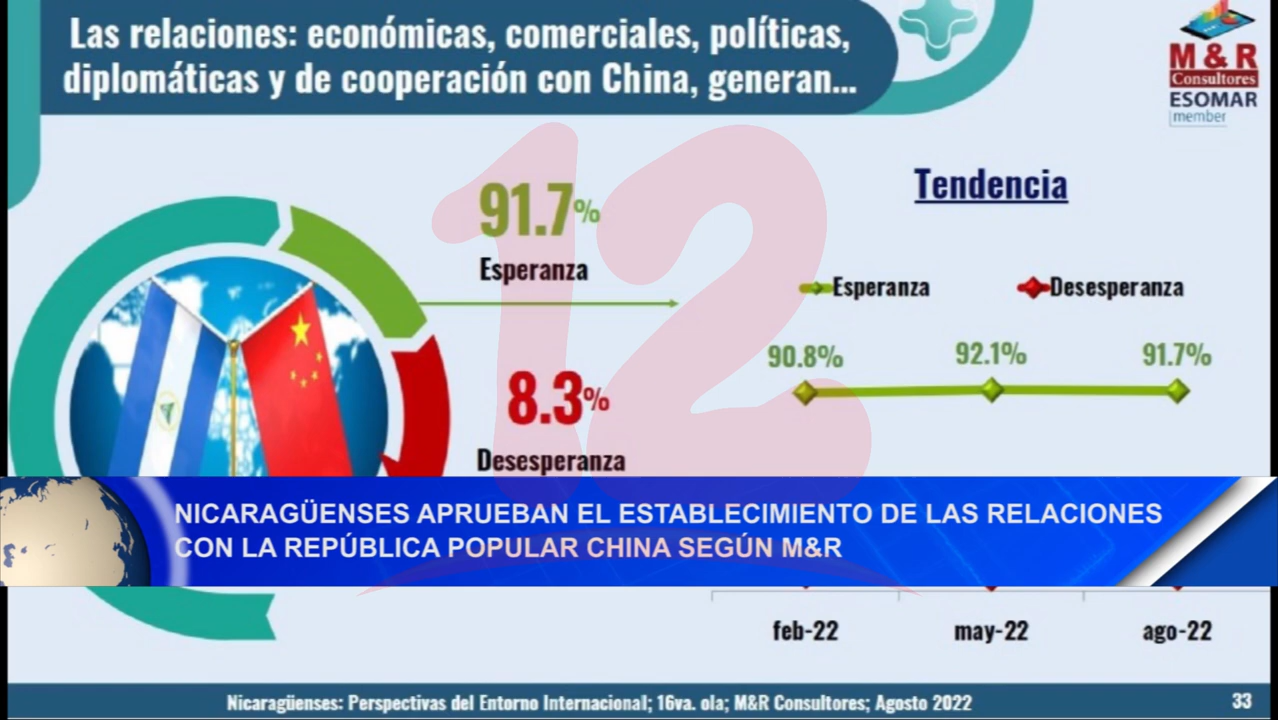 Las relaciones: económicas, comerciales, políticas,
diplomáticas y de cooperación con China, generan...
M&R
Consultores
ESOMAR
member
12
91.7%
Esperanza
8.3%
Desesperanza
Tendencia
Esperanza
Desesperanza
90.8%
92.1%
91.7%
NICARAGÜENSES APRUEBAN EL ESTABLECIMIENTO DE LAS RELACIONES
CON LA REPÚBLICA POPULAR CHINA SEGÚN M&R
feb-22
may-22
ago-22
Nicaragüenses: Perspectivas del Entorno Internacional; 16va. ola; M&R Consultores; Agosto 2022
33